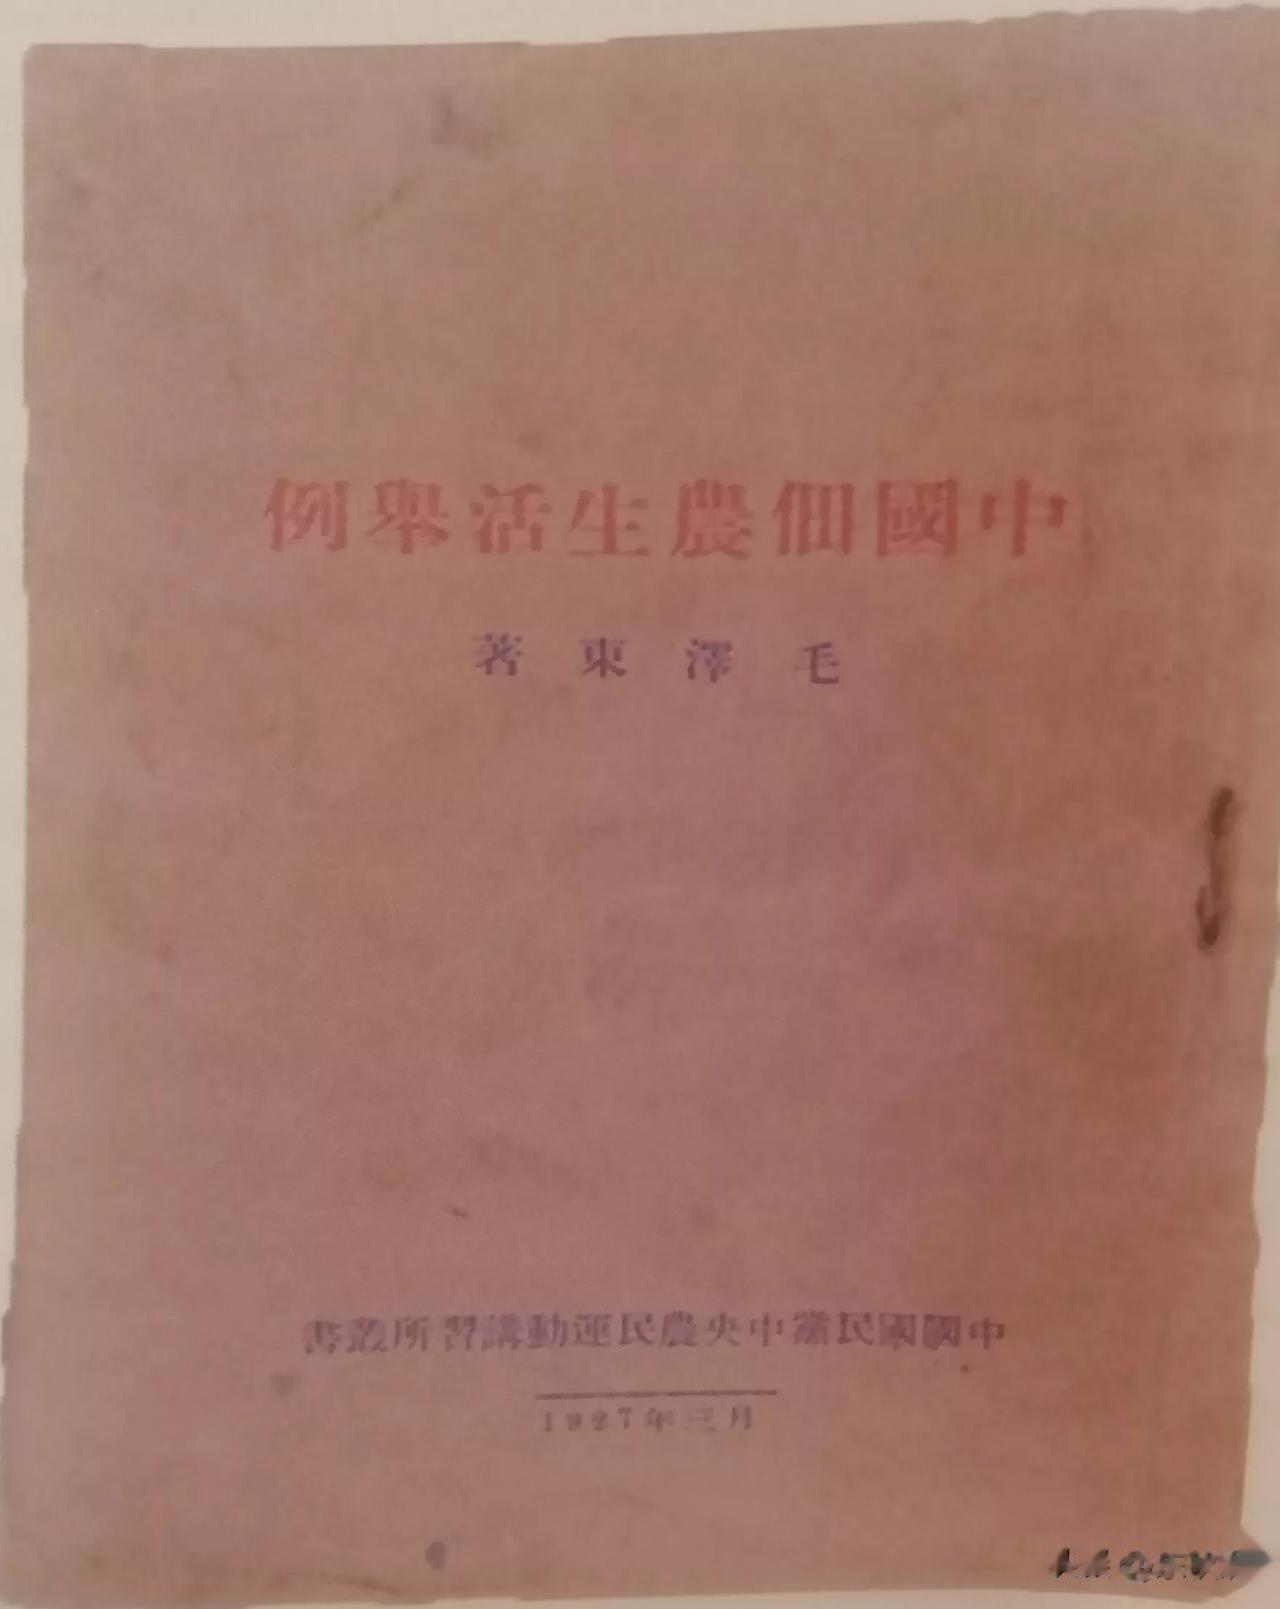 中國佃農生活舉例
毛澤東著
中國國民黨中央農民運動講習所叢書
1927年三月